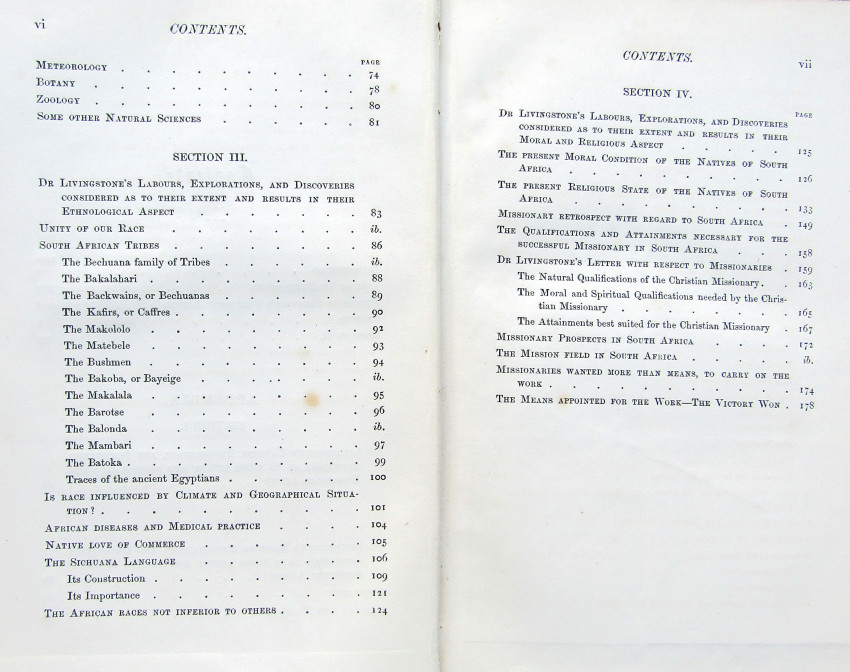 vi
CONTENTS.
PAGE
METEOROLOGY . . . . . . . . . . 74
BOTANY . . . . . . . . . . 78
ZOOLOGY . . . . . . . . . . 80
SOME OTHER NATURAL SCIENCES . . . . . . 81
SECTION III.
DR LIVINGSTONE'S LABOURS, EXPLORATIONS, AND DISCOVERIES
CONSIDERED AS TO THEIR EXTENT AND RESULTS IN THEIR
ETHNOLOGICAL ASPECT . . . . . . . 83
UNITY OF OUR RACE . . . . . . . . ib.
SOUTH AFRICAN TRIBES . . . . . . . . 86
The Bechuana family of Tribes . . . . . . ib.
The Bakalahari . . . . . . . . . 88
The Backwains, or Bechuanas . . . . . . 89
The Kafirs, or Caffres . . . . . . . . 90
The Makololo . . . . . . . . . 92
The Matebele . . . . . . . . . 93
The Bushmen . . . . . . . . . 94
The Bakoba, or Bayeige . . . . . . . ib.
The Makalala . . . . . . . . . 95
The Barotse . . . . . . . . . 96
The Balonda . . . . . . . . . ib.
The Mambari . . . . . . . . . 97
The Batoka . . . . . . . . . . 99
Traces of the ancient Egyptians . . . . . . 100
IS RACE INFLUENCED BY CLIMATE AND GEOGRAPHICAL SITUA-
TION? . . . . . . . . . . . 101
AFRICAN DISEASES AND MEDICAL PRACTICE . . . . 104
NATIVE LOVE OF COMMERCE . . . . . . . 105
THE SICHUANA LANGUAGE . . . . . . . 106
Its Construction . . . . . . . . . 109
Its Importance . . . . . . . . . 121
THE AFRICAN RACES NOT INFERIOR TO OTHERS . . . . 124
CONTENTS.
vii
SECTION IV.
PAGE
DR LIVINGSTONE'S LABOURS, EXPLORATIONS, AND DISCOVERIES
CONSIDERED AS TO THEIR EXTENT AND RESULTS IN THEIR
MORAL AND RELIGIOUS ASPECT . . . . . 125
THE PRESENT MORAL CONDITION OF THE NATIVES OF SOUTH
AFRICA . . . . . . . . . . 126
THE PRESENT RELIGIOUS STATE OF THE NATIVES OF SOUTH
AFRICA . . . . . . . . . . 133
MISSIONARY RETROSPECT WITH REGARD TO SOUTH AFRICA . 149
THE QUALIFICATIONS AND ATTAINMENTS NECESSARY FOR THE
SUCCESSFUL MISSIONARY IN SOUTH AFRICA . . . 158
DR LIVINGSTONE'S LETTER WITH RESPECT TO MISSIONARIES . 159
The Natural Qualifications of the Christian Missionary . . 163
The Moral and Spiritual Qualifications needed by the Chris-
tian Missionary . . . . . . . . 165
The Attainments best suited for the Christian Missionary . 167
MISSIONARY PROSPECTS IN SOUTH AFRICA . . . . 172
THE MISSION FIELD IN SOUTH AFRICA . . . . . ib.
MISSIONARIES WANTED MORE THAN MEANS, TO CARRY ON THE
WORK . . . . . . . . . . . 174
THE MEANS APPOINTED FOR THE WORK—THE VICTORY WON . 178